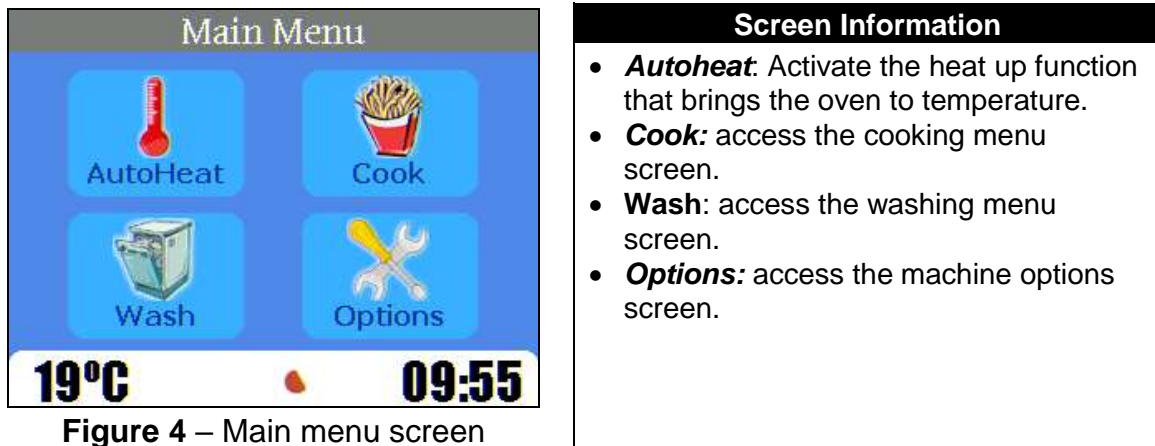 Main Menu
AutoHeat
Cook
Wash
Options
19ºC
09:55
Figure 4 – Main menu screen
Screen Information
• Autoheat: Activate the heat up function
that brings the oven to temperature.
• Cook: access the cooking menu
screen.
• Wash: access the washing menu
screen.
• Options: access the machine options
screen.